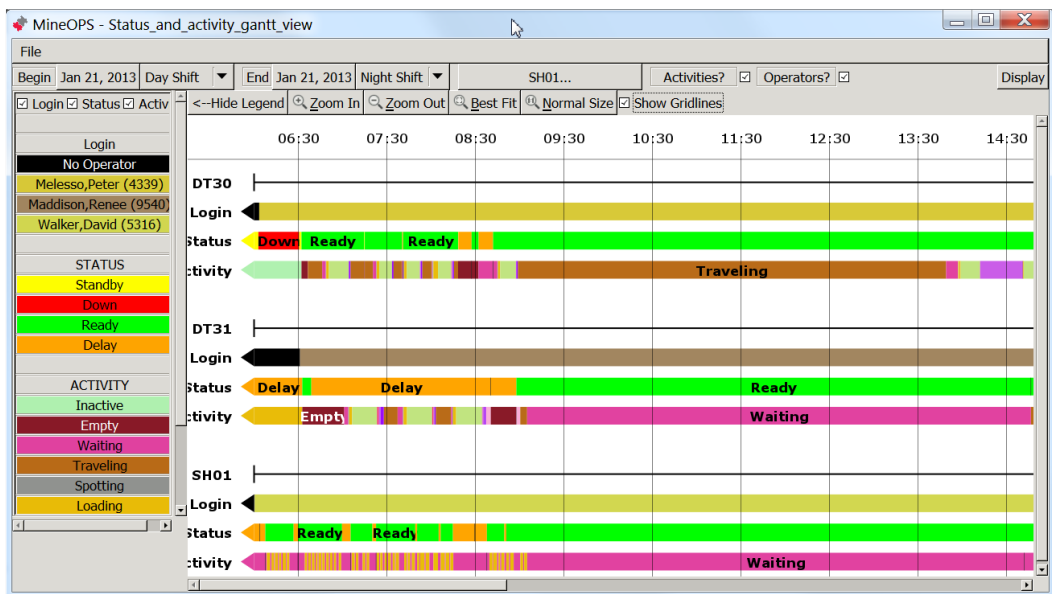 MineOPS - Status_and_activity_gantt_view
File
Begin Jan 21, 2013 Day Shift End Jan 21, 2013 Night Shift SH01... Activities? Operators? Display
Login Status Activ <--Hide Legend Zoom In Zoom Out Best Fit Normal Size Show Gridlines
06:30 07:30 08:30 09:30 10:30 11:30 12:30 13:30 14:30
Login
No Operator
Melesso,Peter (4339)
Maddison,Renee (9540)
Walker,David (5316)
STATUS
Standby
Down
Ready
Delay
ACTIVITY
Inactive
Empty
Waiting
Traveling
Spotting
Loading
DT30
Login
Status Down Ready Ready
ctivity Traveling
DT31
Login
Status Delay Delay Ready
ctivity Empty Waiting
SH01
Login
Status Ready Ready
ctivity Waiting